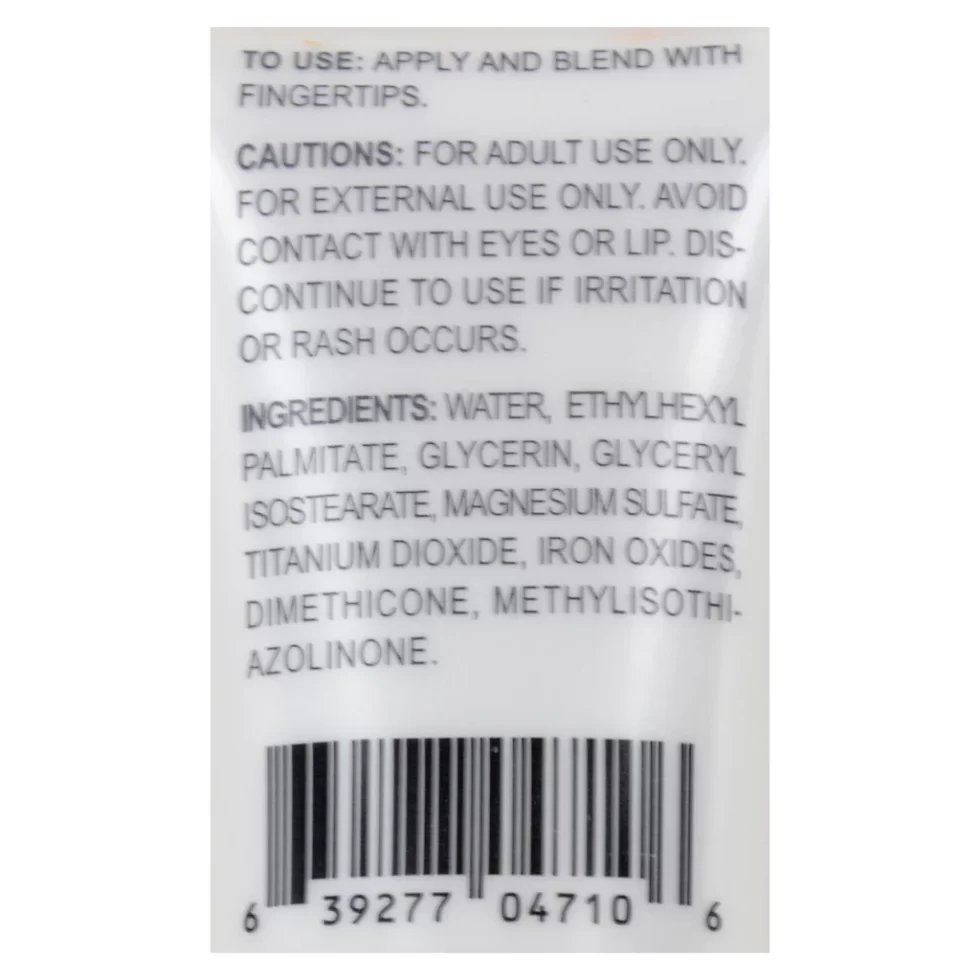 TO USE: APPLY AND BLEND WITH
FINGERTIPS.
CAUTIONS: FOR ADULT USE ONLY.
FOR EXTERNAL USE ONLY. AVOID
CONTACT WITH EYES OR LIP. DIS-
CONTINUE TO USE IF IRRITATION
OR RASH OCCURS.
INGREDIENTS: WATER, ETHYLHEXYL
PALMITATE, GLYCERIN, GLYCERYL
ISOSTEARATE, MAGNESIUM SULFATE,
TITANIUM DIOXIDE, IRON OXIDES,
DIMETHICONE, METHYLISOTHI-
AZOLINONE.
6 39277 04710 6